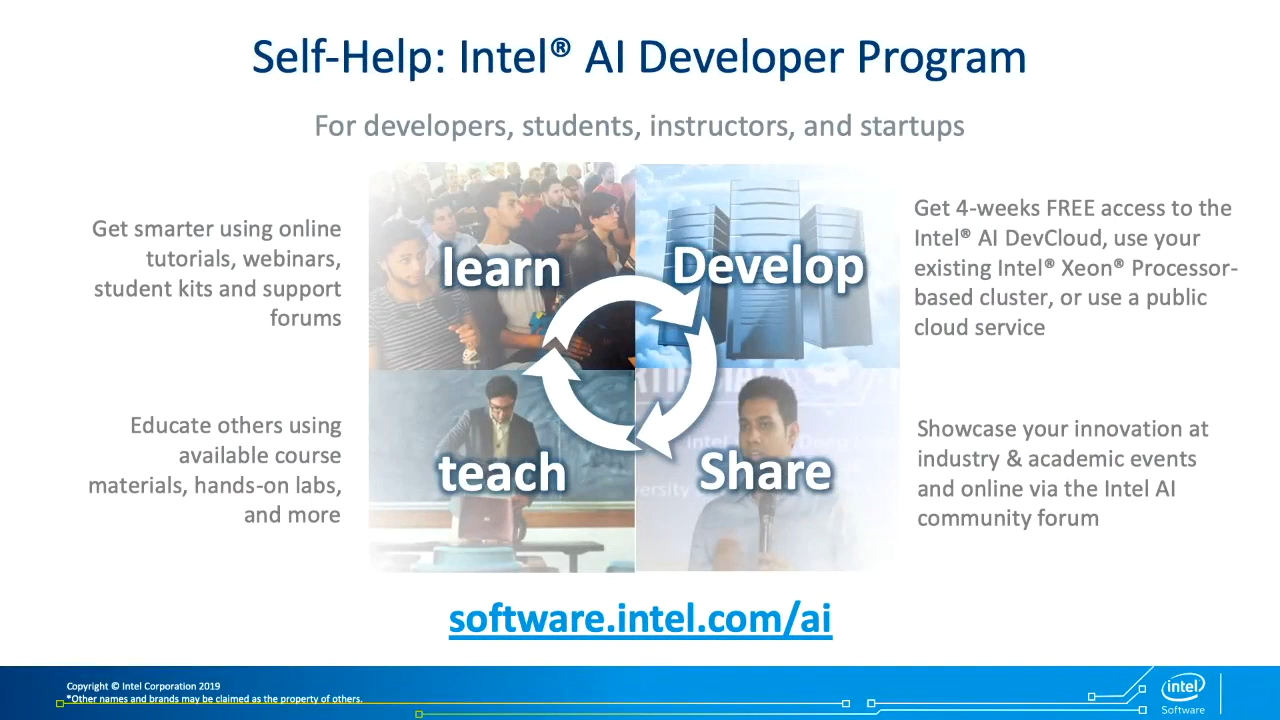 Self-Help: Intel® AI Developer Program
For developers, students, instructors, and startups
Get smarter using online
tutorials, webinars,
student kits and support
forums
learn
Develop
Get 4-weeks FREE access to the
Intel® AI DevCloud, use your
existing Intel® Xeon® Processor-
based cluster, or use a public
cloud service
Educate others using
available course
materials, hands-on labs,
and more
teach
Share
Showcase your innovation at
industry & academic events
and online via the Intel AI
community forum
software.intel.com/ai
Copyright © Intel Corporation 2019
*Other names and brands may be claimed as the property of others.
intel
Software